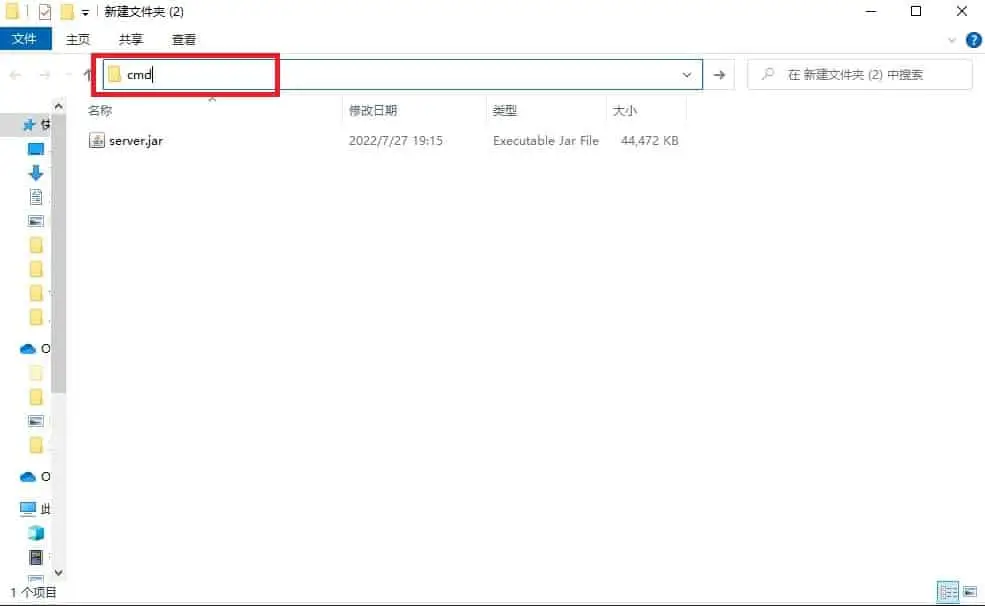 新建文件夹 (2)
文件 主页 共享 查看
cmd
在 新建文件夹 (2) 中搜索
名称 修改日期 类型 大小
server.jar 2022/7/27 19:15 Executable Jar File 44,472 KB
O
O
此
1 个项目